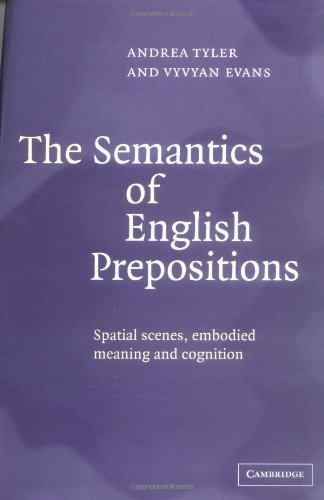 ANDREA TYLER
AND VYVYAN EVANS
The Semantics
of
English
Prepositions
Spatial scenes, embodied
meaning and cognition
CAMBRIDGE